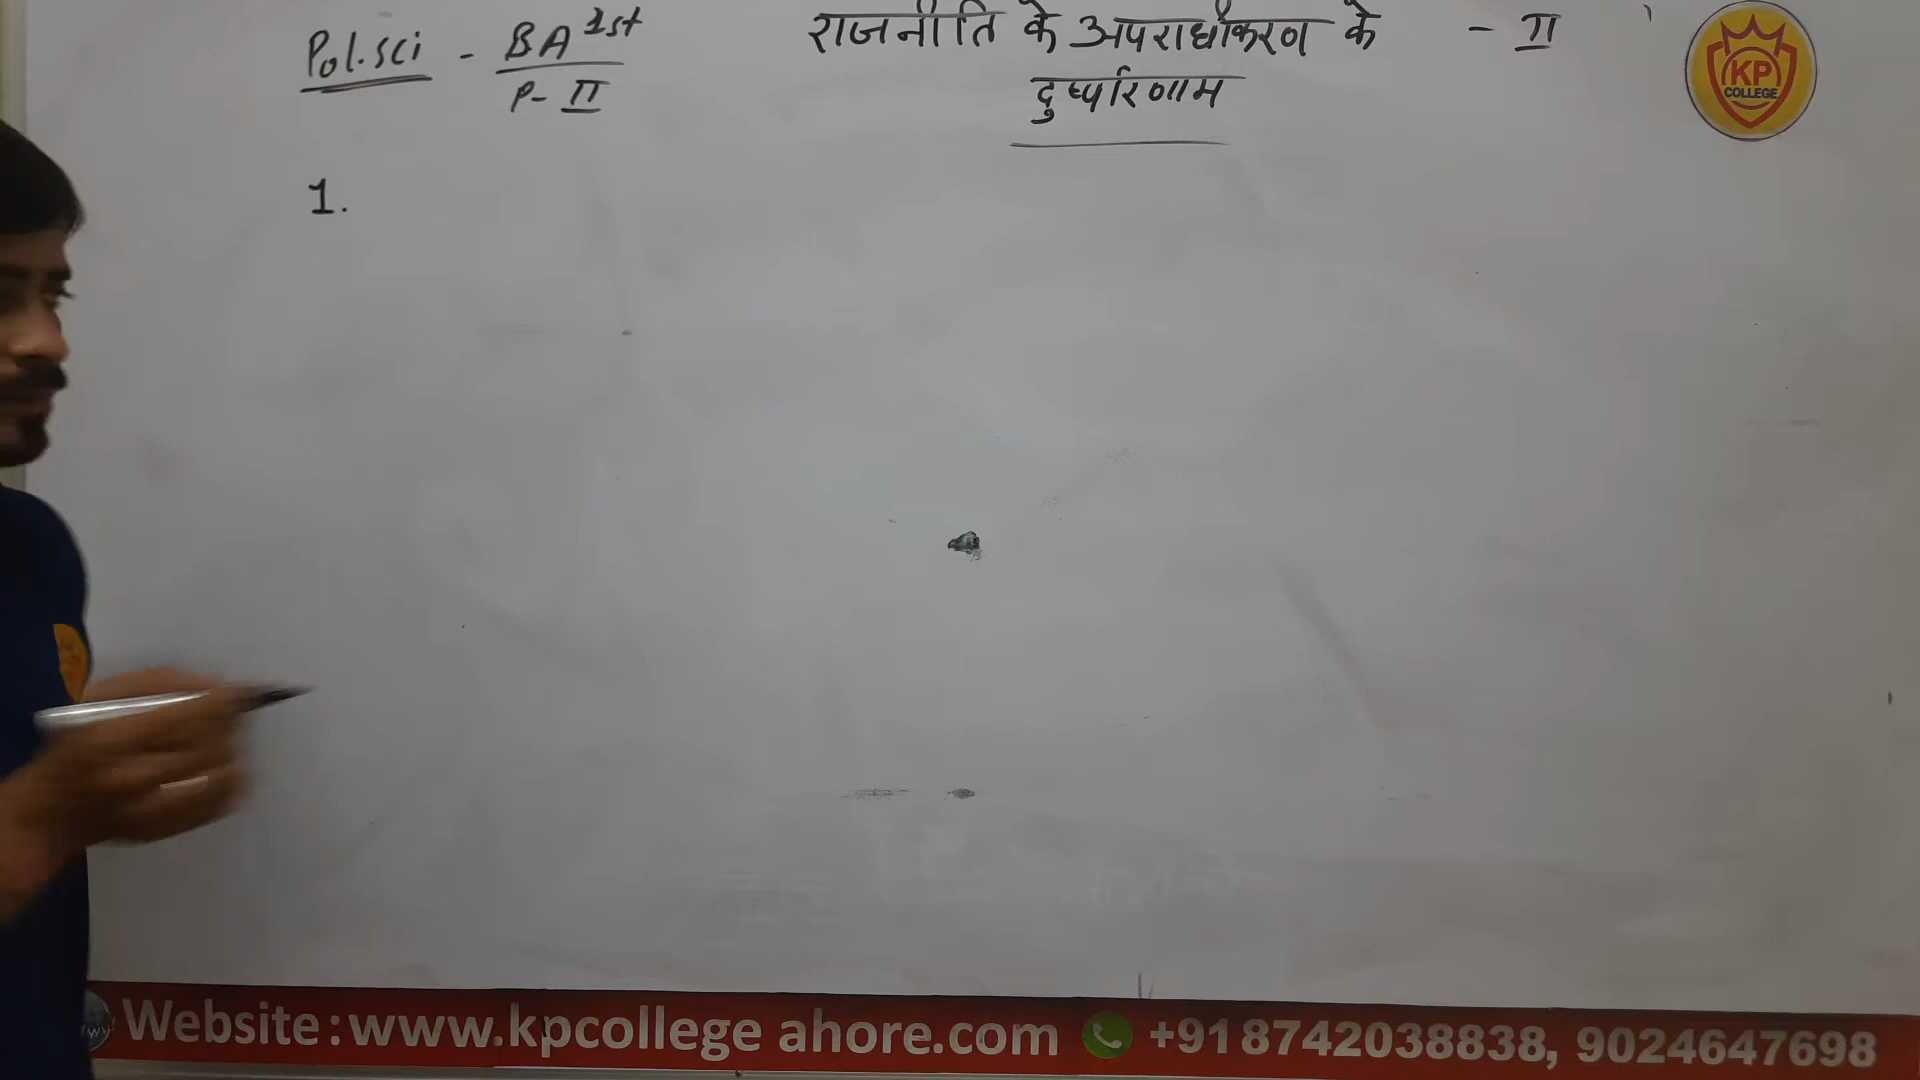 Pol.sci - BA 1st राजनीति के अपराधीकरण के - II
P- II दुष्परिणाम
KP
COLLEGE
1.
Website:www.kpcollege ahore.com +91 8742038838, 9024647698